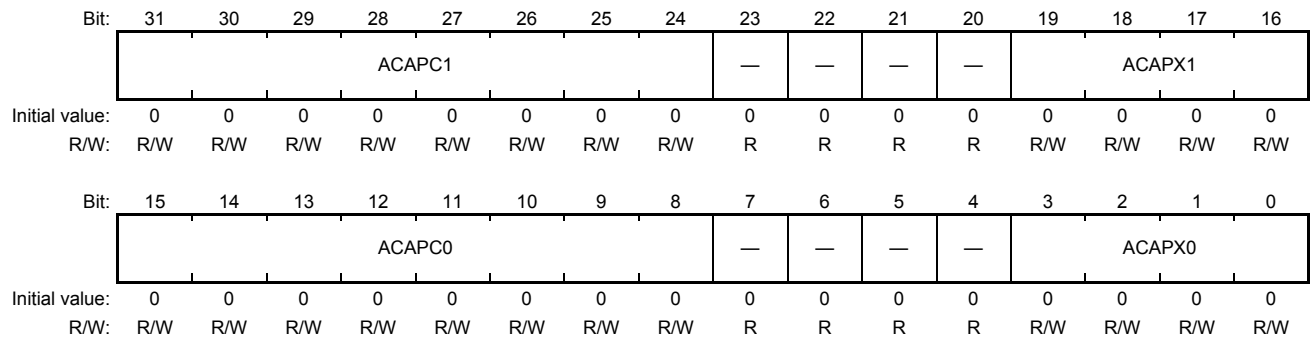 Bit: 31 30 29 28 27 26 25 24 23 22 21 20 19 18 17 16
ACAPC1 — — — — ACAPX1
Initial value: 0 0 0 0 0 0 0 0 0 0 0 0 0 0 0 0
R/W: R/W R/W R/W R/W R/W R/W R/W R/W R R R R R/W R/W R/W R/W
Bit: 15 14 13 12 11 10 9 8 7 6 5 4 3 2 1 0
ACAPC0 — — — — ACAPX0
Initial value: 0 0 0 0 0 0 0 0 0 0 0 0 0 0 0 0
R/W: R/W R/W R/W R/W R/W R/W R/W R/W R R R R R/W R/W R/W R/W